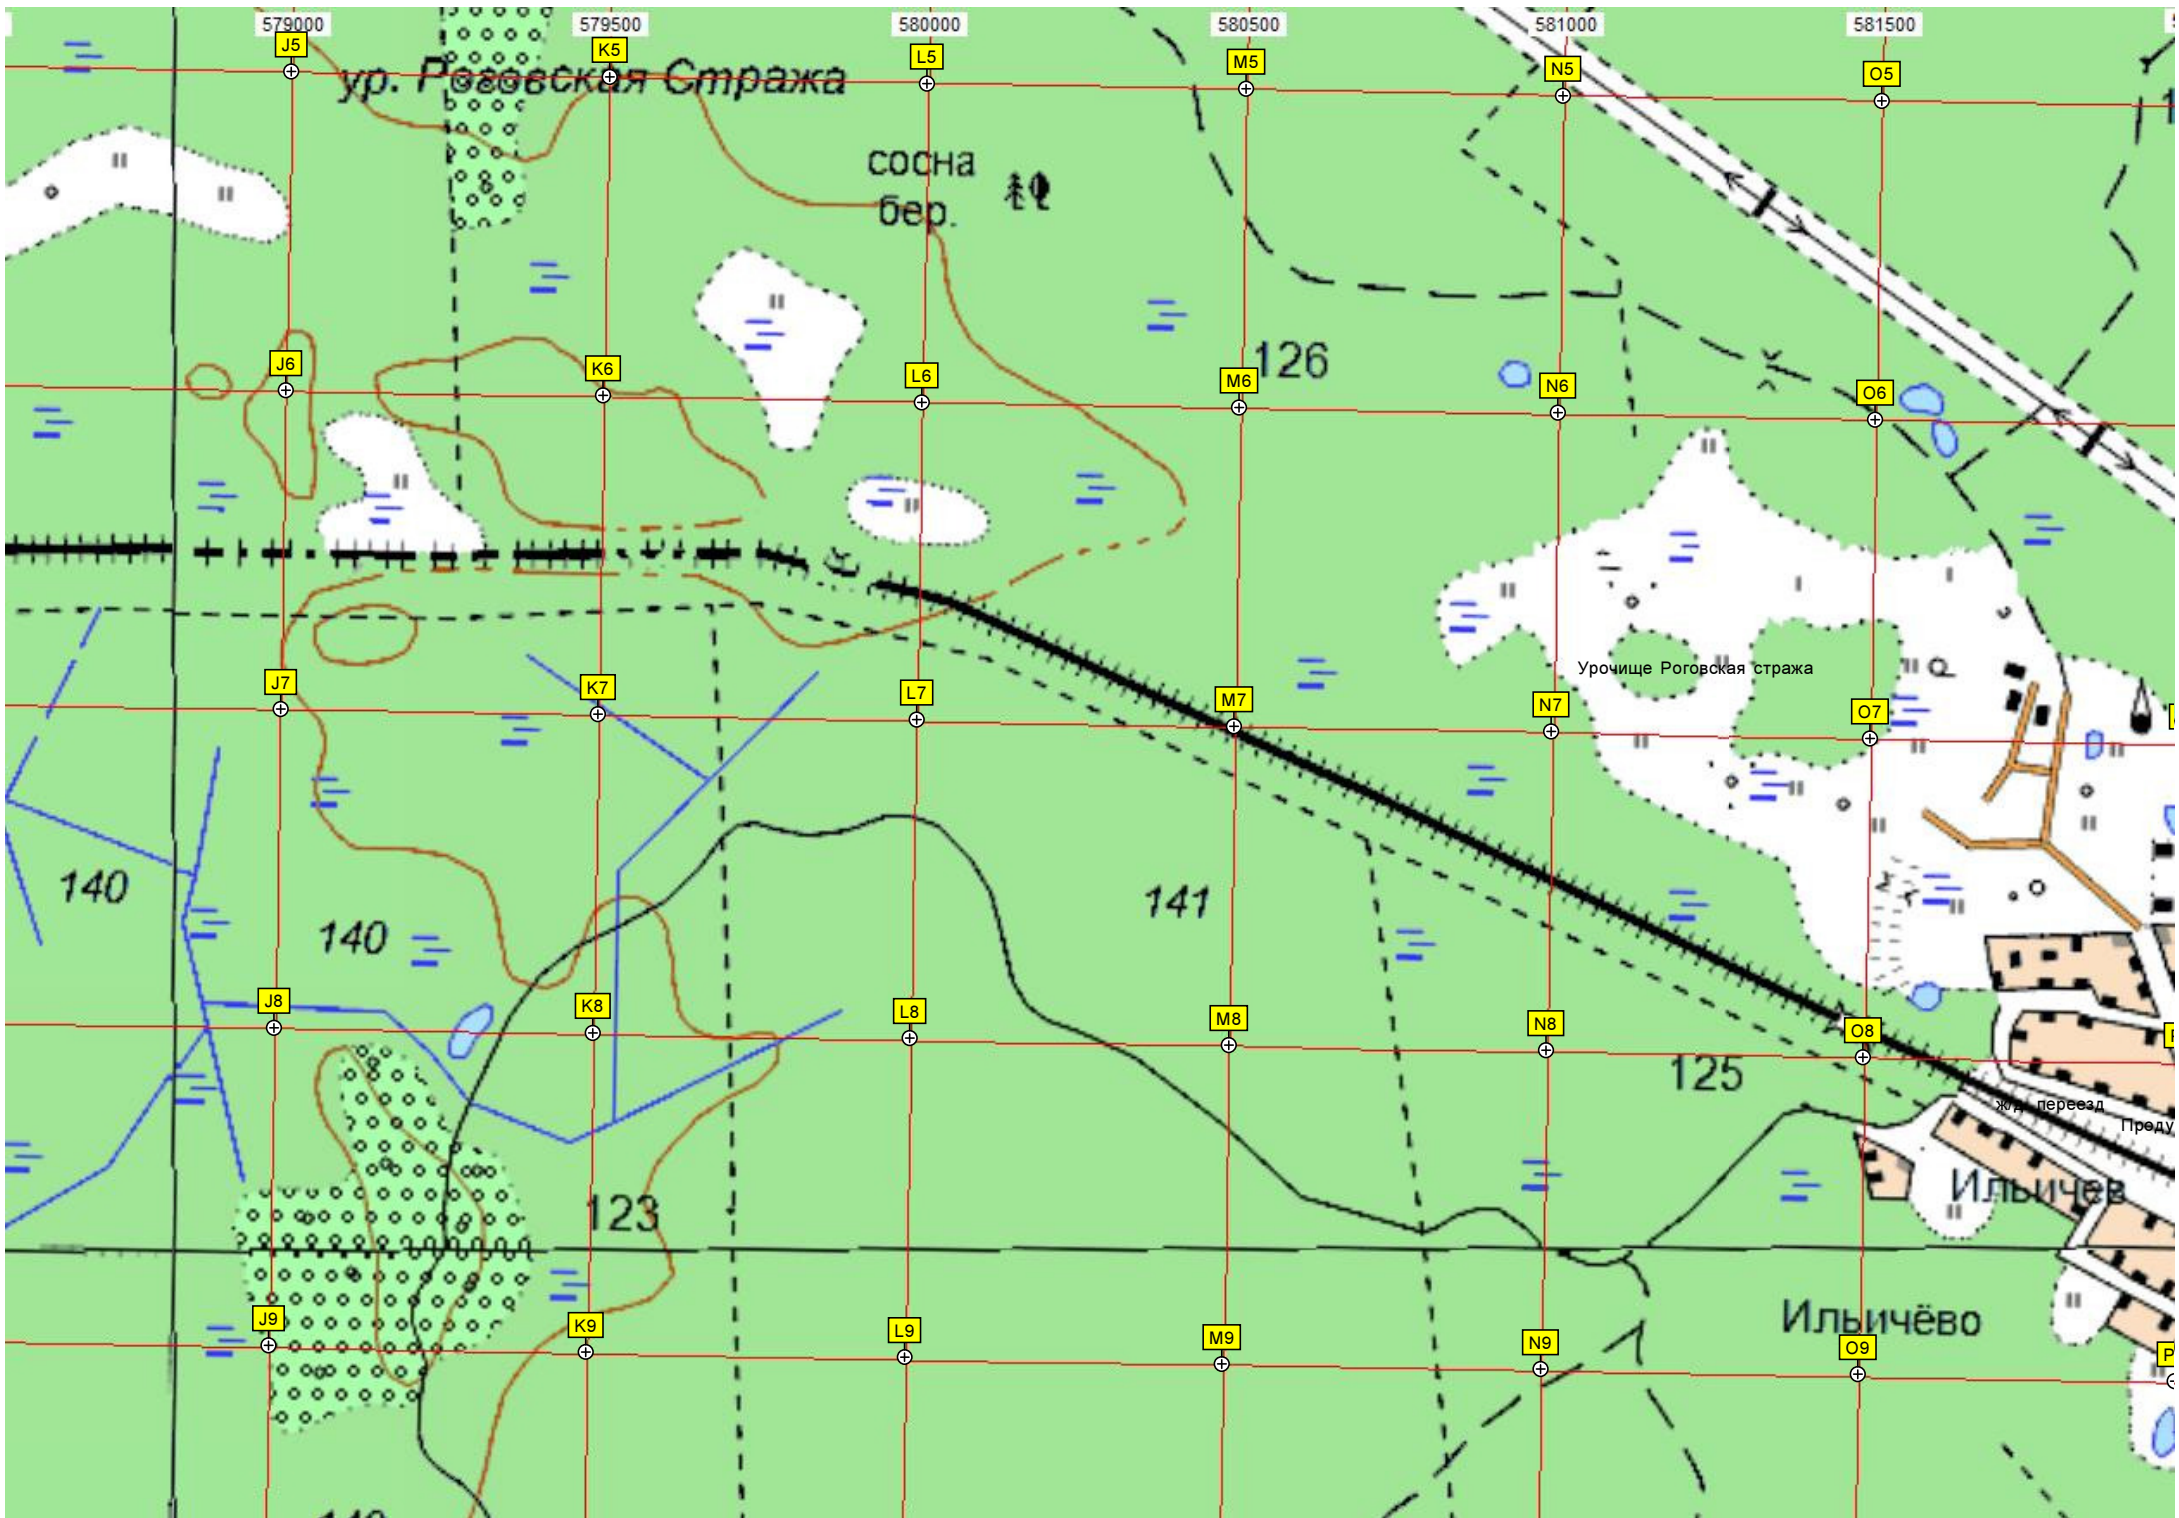 579000 579500 580000 580500 581000 581500
J5 K5 L5 M5 N5 O5
ур. Роговская Стража
сосна
бер.
126
J6 K6 L6 M6 N6 O6
Урочище Роговская стража
J7 K7 L7 M7 N7 O7
140
141
140
J8 K8 L8 M8 N8 O8
125
ж/д. переезд
Преду
Ильичев
123
Ильичёво
J9 K9 L9 M9 N9 O9 P